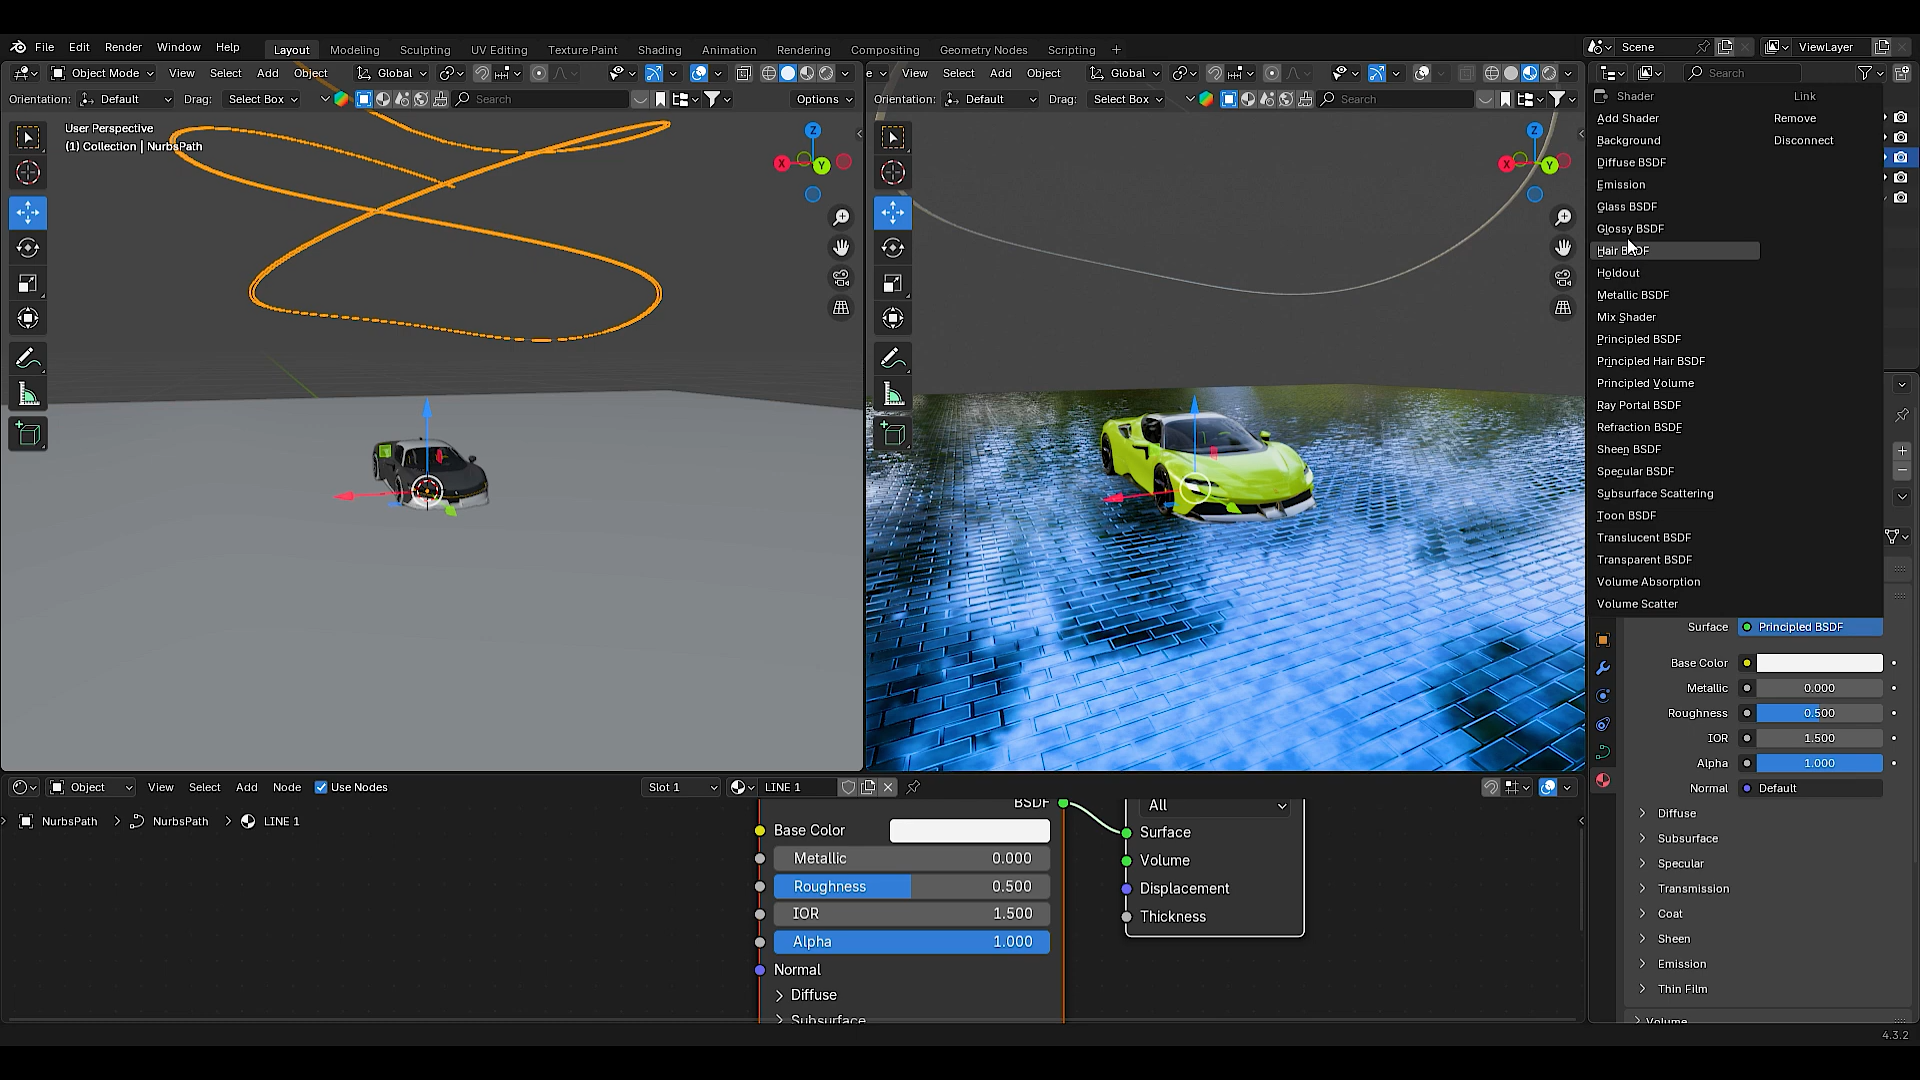 File Edit Render Window Help Layout Modeling Sculpting UV Editing Texture Paint Shading Animation Rendering Compositing Geometry Nodes Scripting + Scene ViewLayer
Object Mode View Select Add Object Global
View Select Add Object Global
Search
Orientation: Default Drag: Select Box Search Options
Orientation: Default Drag: Select Box Search
User Perspective
(1) Collection | NurbsPath
Z X Y
Z X Y
Shader Link
Add Shader Remove
Background Disconnect
Diffuse BSDF
Emission
Glass BSDF
Glossy BSDF
Hair BSDF
Holdout
Metallic BSDF
Mix Shader
Principled BSDF
Principled Hair BSDF
Principled Volume
Ray Portal BSDF
Refraction BSDF
Sheen BSDF
Specular BSDF
Subsurface Scattering
Toon BSDF
Translucent BSDF
Transparent BSDF
Volume Absorption
Volume Scatter
Surface Principled BSDF
Base Color
Metallic 0.000
Roughness 0.500
IOR 1.500
Alpha 1.000
Normal Default
Diffuse
Subsurface
Specular
Transmission
Coat
Sheen
Emission
Thin Film
Volume
Object View Select Add Node Use Nodes Slot 1 LINE 1
NurbsPath > NurbsPath > LINE 1
BSDF
Base Color
Metallic 0.000
Roughness 0.500
IOR 1.500
Alpha 1.000
Normal
Diffuse
Subsurface
All
Surface
Volume
Displacement
Thickness
4.3.2